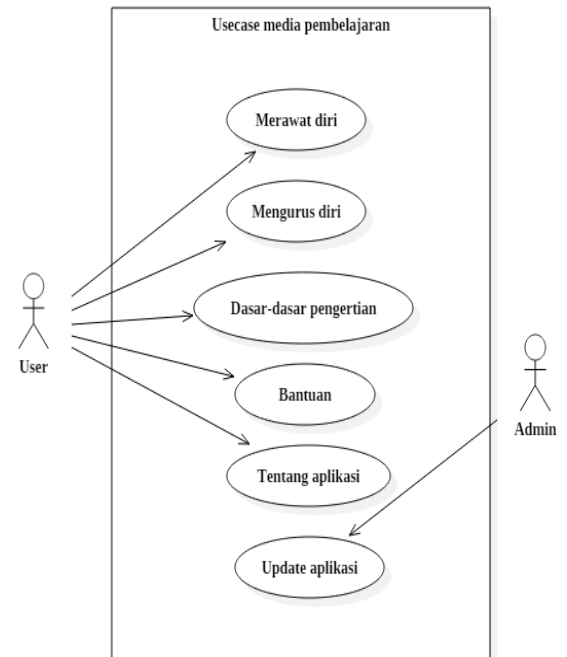 Usecase media pembelajaran
Merawat diri
Mengurus diri
Dasar-dasar pengertian
User
Bantuan
Admin
Tentang aplikasi
Update aplikasi